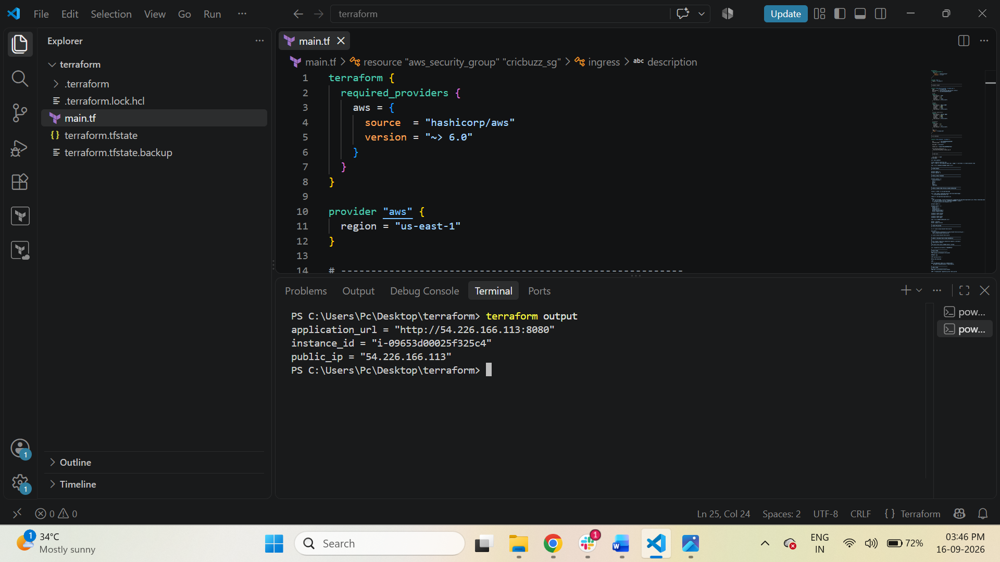 File Edit Selection View Go Run ...
terraform
Update
Explorer
terraform
.terraform
.terraform.lock.hcl
main.tf
terraform.tfstate
terraform.tfstate.backup
Outline
Timeline
main.tf
main.tf > resource "aws_security_group" "cricbuzz_sg" > ingress > abc description
1 terraform {
2 required_providers {
3 aws = {
4 source = "hashicorp/aws"
5 version = "~> 6.0"
6 }
7 }
8 }
9
10 provider "aws" {
11 region = "us-east-1"
12 }
13
14 # ---------------------------------------------------------
Problems Output Debug Console Terminal Ports
PS C:\Users\Pc\Desktop\terraform> terraform output
application_url = "http://54.226.166.113:8080"
instance_id = "i-09653d00025f325c4"
public_ip = "54.226.166.113"
PS C:\Users\Pc\Desktop\terraform>
pow...
pow...
1
1
0 0
Ln 25, Col 24 Spaces: 2 UTF-8 CRLF { } Terraform
1
34°C
Mostly sunny
Search
1
ENG
IN
72%
03:46 PM
16-09-2026